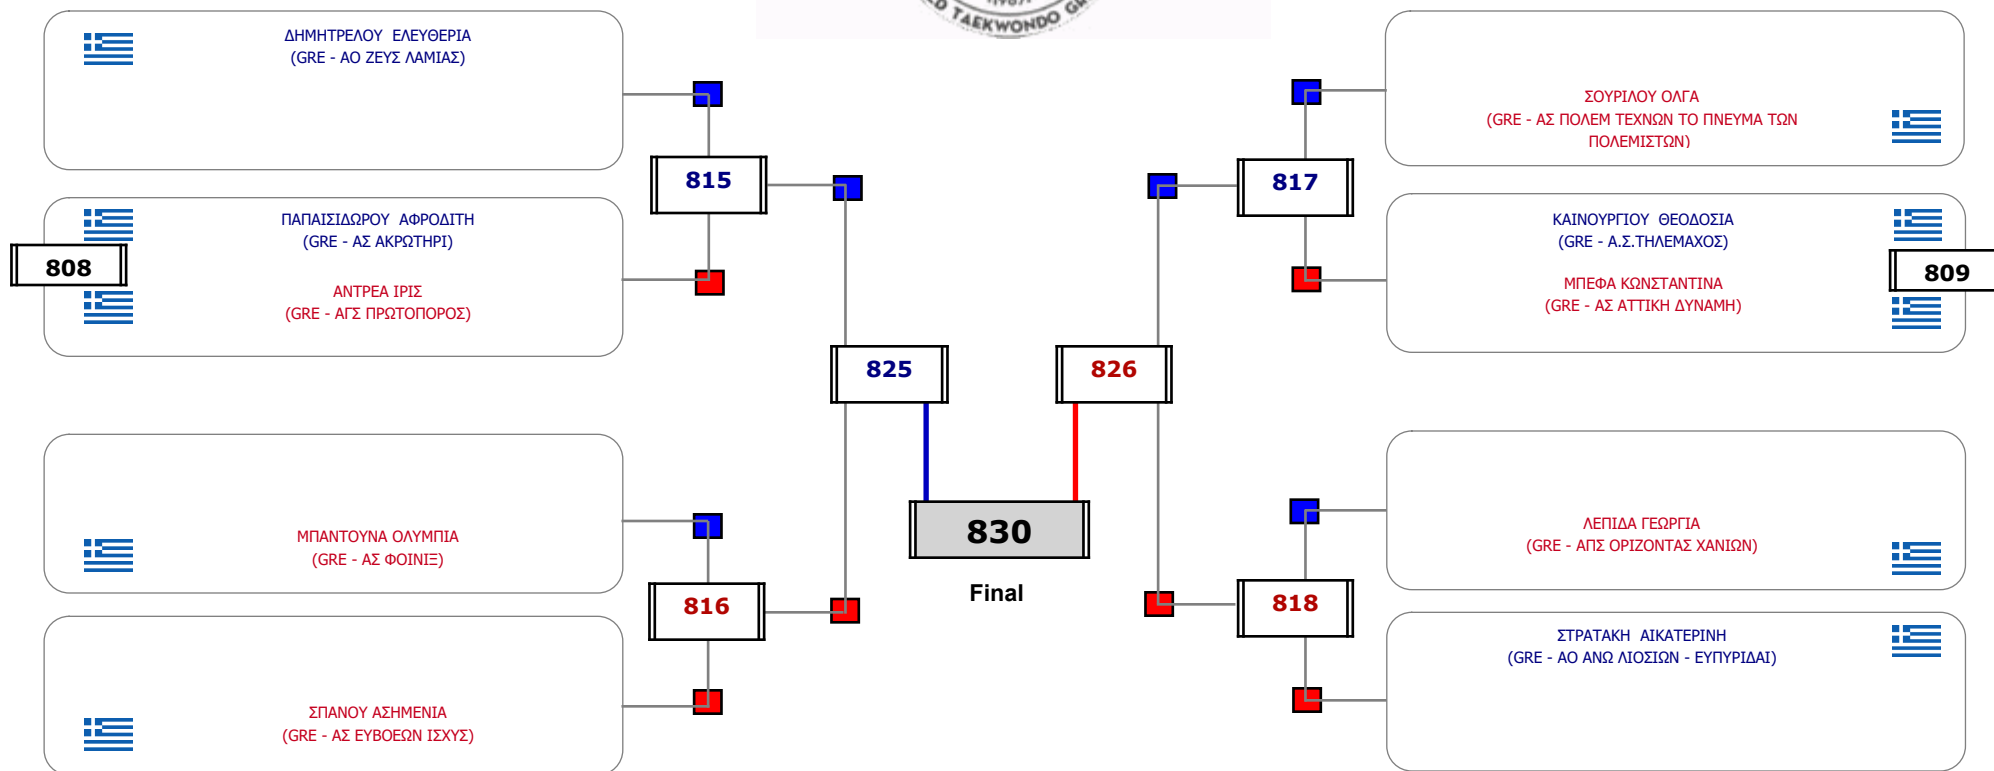 TAEKWONDO
ΔΗΜΗΤΡΕΛΟΥ ΕΛΕΥΘΕΡΙΑ
(GRE - ΑΟ ΖΕΥΣ ΛΑΜΙΑΣ)
815
808
ΠΑΠΑΙΣΙΔΩΡΟΥ ΑΦΡΟΔΙΤΗ
(GRE - ΑΣ ΑΚΡΩΤΗΡΙ)
ΑΝΤΡΕΑ ΙΡΙΣ
(GRE - ΑΓΣ ΠΡΩΤΟΠΟΡΟΣ)
825
ΜΠΑΝΤΟΥΝΑ ΟΛΥΜΠΙΑ
(GRE - ΑΣ ΦΟΙΝΙΞ)
816
ΣΠΑΝΟΥ ΑΣΗΜΕΝΙΑ
(GRE - ΑΣ ΕΥΒΟΕΩΝ ΙΣΧΥΣ)
830
Final
ΣΟΥΡΙΛΟΥ ΟΛΓΑ
(GRE - ΑΣ ΠΟΛΕΜ ΤΕΧΝΩΝ ΤΟ ΠΝΕΥΜΑ ΤΩΝ
ΠΟΛΕΜΙΣΤΩΝ)
817
ΚΑΙΝΟΥΡΓΙΟΥ ΘΕΟΔΟΣΙΑ
(GRE - Α.Σ.ΤΗΛΕΜΑΧΟΣ)
809
ΜΠΕΦΑ ΚΩΝΣΤΑΝΤΙΝΑ
(GRE - ΑΣ ΑΤΤΙΚΗ ΔΥΝΑΜΗ)
826
ΛΕΠΙΔΑ ΓΕΩΡΓΙΑ
(GRE - ΑΠΣ ΟΡΙΖΟΝΤΑΣ ΧΑΝΙΩΝ)
818
ΣΤΡΑΤΑΚΗ ΑΙΚΑΤΕΡΙΝΗ
(GRE - ΑΟ ΑΝΩ ΛΙΟΣΙΩΝ - ΕΥΠΥΡΙΔΑΙ)